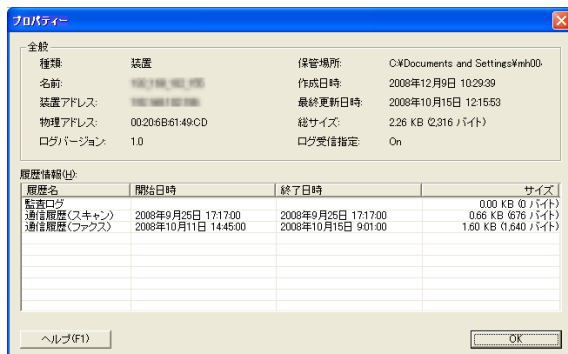 プロパティー
全般
種類: 装置 保管場所: C:¥Documents and Settings¥mh00
名前: 作成日時: 2008年12月9日 10:29:39
装置アドレス: 最終更新日時: 2008年10月15日 12:15:53
物理アドレス: 00:20:6B:61:49:CD 総サイズ: 2.26 KB (2,316 バイト)
ログバージョン: 1.0 ログ受信指定: On
履歴情報(H):
履歴名 開始日時 終了日時 サイズ
監査ログ 0.00 KB (0 バイト)
通信履歴(スキャン) 2008年9月25日 17:17:00 2008年9月25日 17:17:00 0.66 KB (676 バイト)
通信履歴(ファクス) 2008年10月11日 14:45:00 2008年10月15日 9:01:00 1.60 KB (1,640 バイト)
ヘルプ(F1) OK